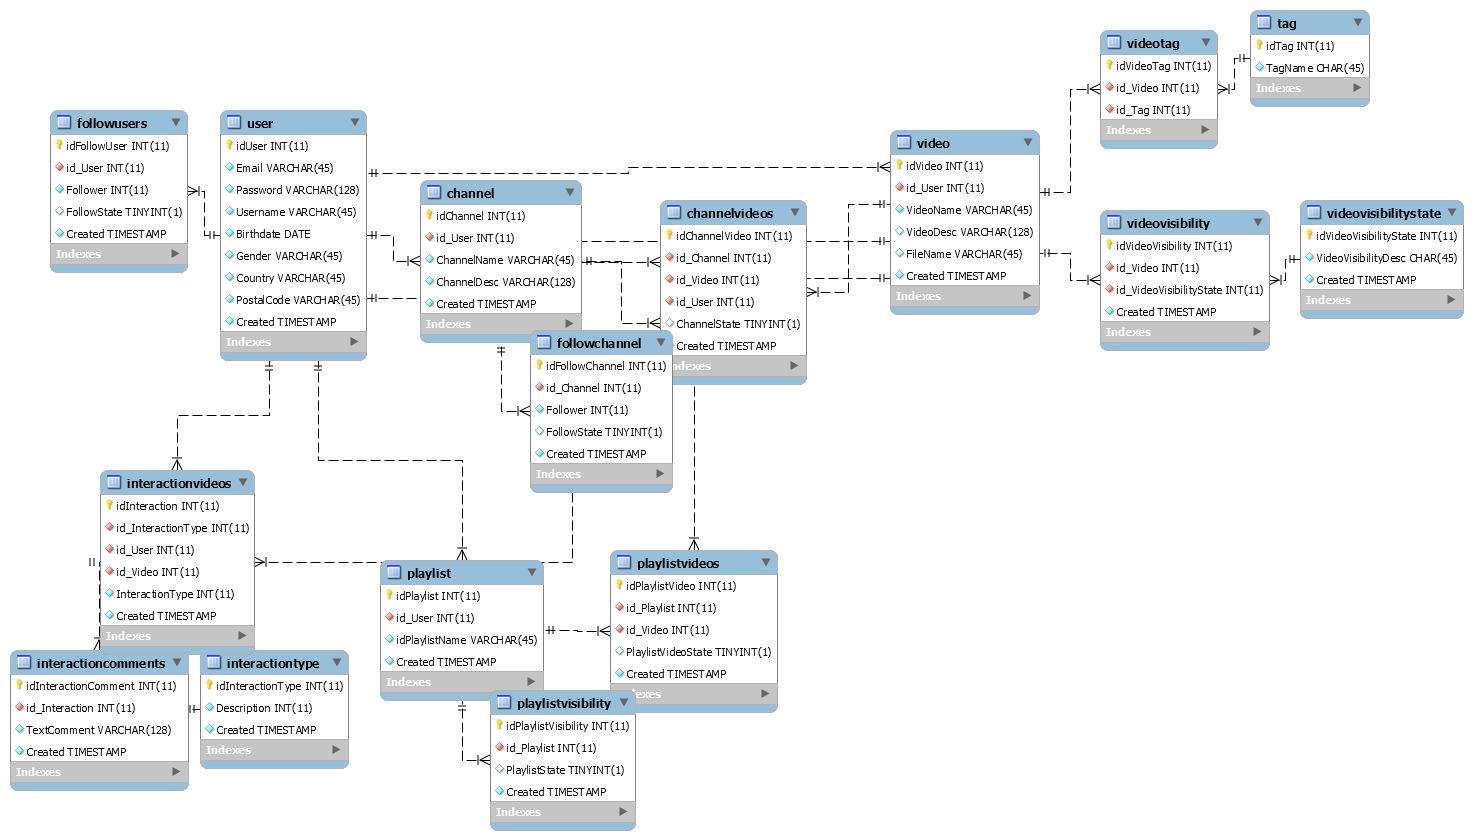 tag
idTag INT(11)
TagName CHAR(45)
Indexes
videotag
idVideoTag INT(11)
id_Video INT(11)
id_Tag INT(11)
Indexes
followusers
idFollowUser INT(11)
id_User INT(11)
Follower INT(11)
FollowState TINYINT(1)
Created TIMESTAMP
Indexes
user
idUser INT(11)
Email VARCHAR(45)
Password VARCHAR(128)
Username VARCHAR(45)
Birthdate DATE
Gender VARCHAR(45)
Country VARCHAR(45)
PostalCode VARCHAR(45)
Created TIMESTAMP
Indexes
video
idVideo INT(11)
id_User INT(11)
VideoName VARCHAR(45)
VideoDesc VARCHAR(128)
FileName VARCHAR(45)
Created TIMESTAMP
Indexes
channel
idChannel INT(11)
id_User INT(11)
ChannelName VARCHAR(45)
ChannelDesc VARCHAR(128)
Created TIMESTAMP
Indexes
channelvideos
idChannelVideo INT(11)
id_Channel INT(11)
id_Video INT(11)
id_User INT(11)
ChannelState TINYINT(1)
Created TIMESTAMP
ndexes
videovisibility
idVideoVisibility INT(11)
id_Video INT(11)
id_VideoVisibilityState INT(11)
Created TIMESTAMP
Indexes
videovisibilitystate
idVideoVisibilityState INT(11)
VideoVisibilityDesc CHAR(45)
Created TIMESTAMP
Indexes
followchannel
idFollowChannel INT(11)
id_Channel INT(11)
Follower INT(11)
FollowState TINYINT(1)
Created TIMESTAMP
Indexes
interactionvideos
idInteraction INT(11)
id_InteractionType INT(11)
id_User INT(11)
id_Video INT(11)
InteractionType INT(11)
Created TIMESTAMP
Indexes
playlist
idPlaylist INT(11)
id_User INT(11)
idPlaylistName VARCHAR(45)
Created TIMESTAMP
Indexes
playlistvideos
idPlaylistVideo INT(11)
id_Playlist INT(11)
id_Video INT(11)
PlaylistVideoState TINYINT(1)
Created TIMESTAMP
dexes
interactioncomments
idInteractionComment INT(11)
id_Interaction INT(11)
TextComment VARCHAR(128)
Created TIMESTAMP
Indexes
interactiontype
idInteractionType INT(11)
Description INT(11)
Created TIMESTAMP
Indexes
playlistvisibility
idPlaylistVisibility INT(11)
id_Playlist INT(11)
PlaylistState TINYINT(1)
Created TIMESTAMP
Indexes